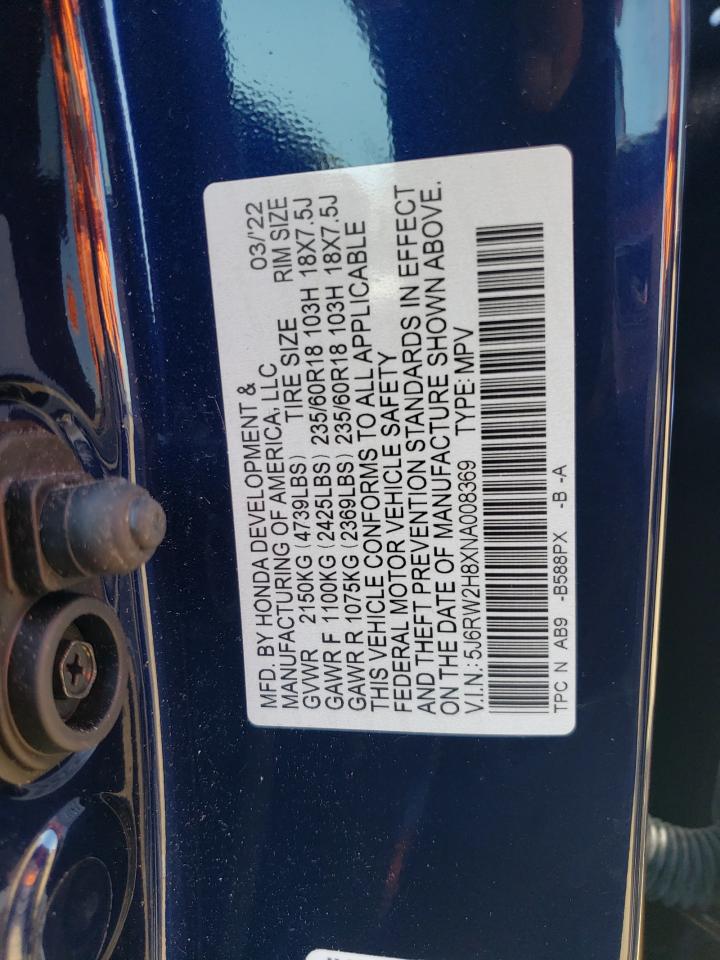 MFD. BY HONDA DEVELOPMENT & 03/'22
MANUFACTURING OF AMERICA, LLC
GVWR 2150KG (4739LBS) TIRE SIZE RIM SIZE
GAWR F 1100KG (2425LBS) 235/60R18 103H 18X7.5J
GAWR R 1075KG (2369LBS) 235/60R18 103H 18X7.5J
THIS VEHICLE CONFORMS TO ALL APPLICABLE
FEDERAL MOTOR VEHICLE SAFETY
AND THEFT PREVENTION STANDARDS IN EFFECT
ON THE DATE OF MANUFACTURE SHOWN ABOVE.
V.I.N.: 5J6RW2H8XNA008369 TYPE: MPV
TPC N AB9 -B588PX -B -A